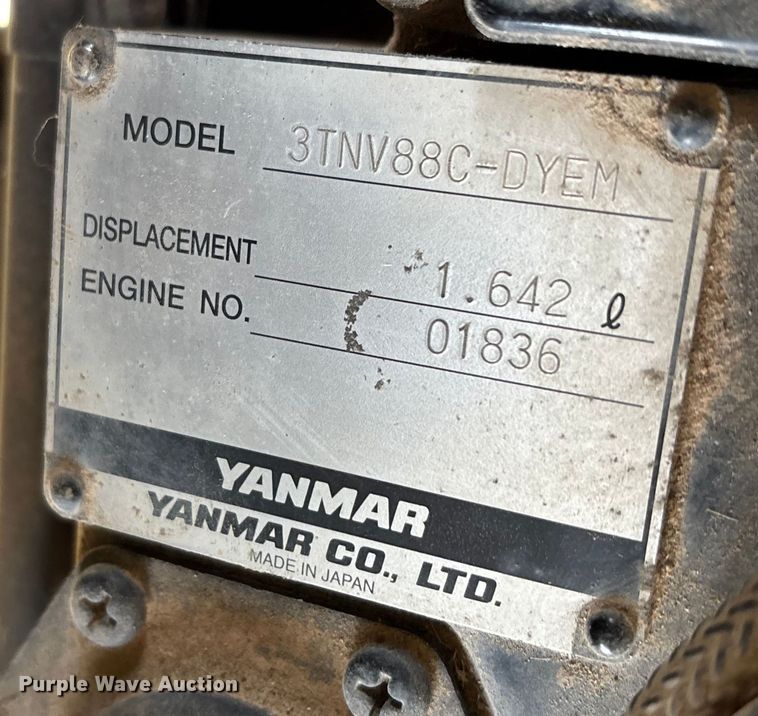 MODEL 3TNV88C-DYEM
DISPLACEMENT 1.642 ℓ
ENGINE NO. 01836
YANMAR
YANMAR CO., LTD.
MADE IN JAPAN
Purple Wave Auction